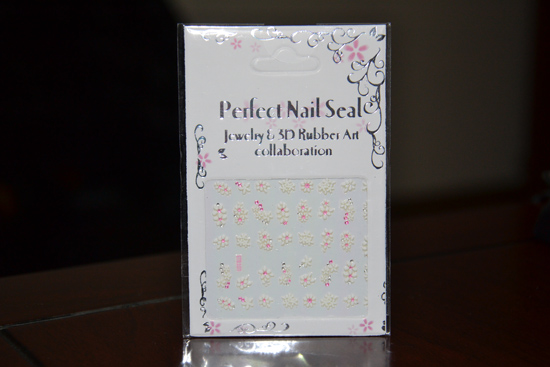 Perfect Nail Seal
Jewelry & 3D Rubber Art
collaboration